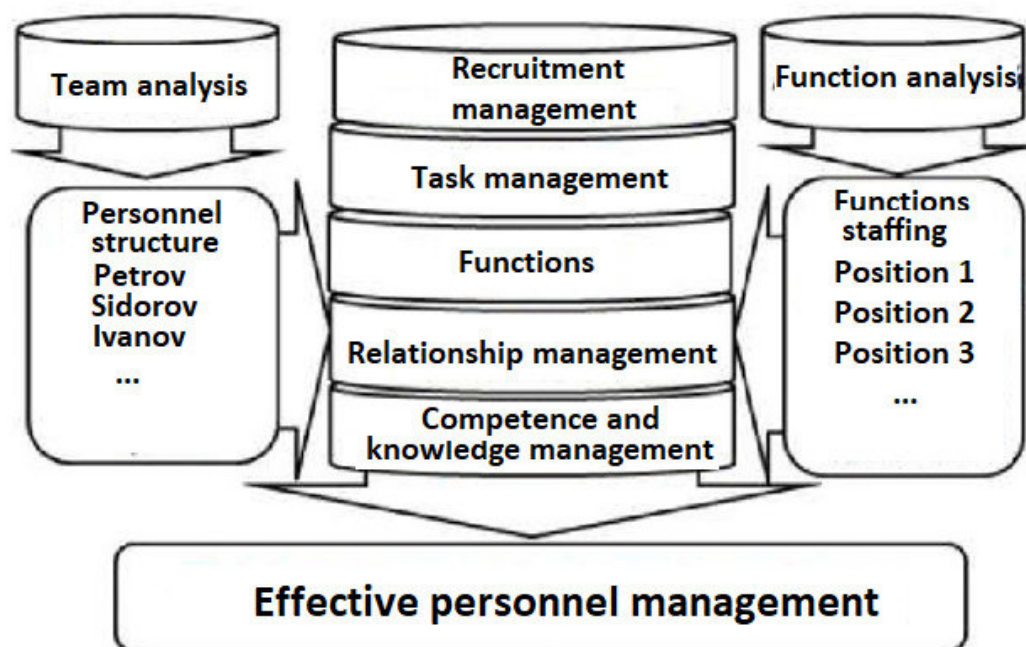 Team analysis
Personnel
structure
Petrov
Sidorov
Ivanov
...
Recruitment
management
Task management
Functions
Relationship management
Competence and
knowledge management
Function analysis
Functions
staffing
Position 1
Position 2
Position 3
...
Effective personnel management